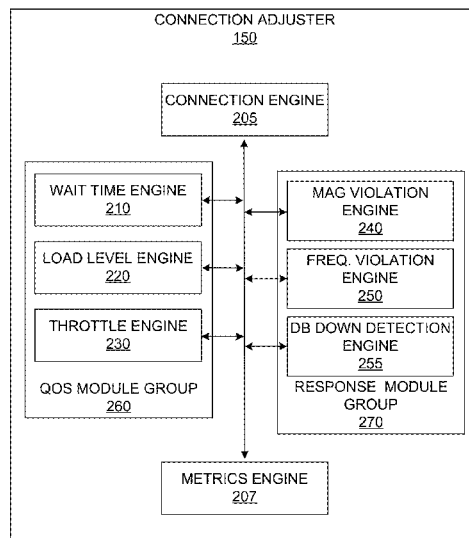 CONNECTION ADJUSTER
150
CONNECTION ENGINE
205
WAIT TIME ENGINE
210
LOAD LEVEL ENGINE
220
THROTTLE ENGINE
230
QOS MODULE GROUP
260
MAG VIOLATION
ENGINE
240
FREQ. VIOLATION
ENGINE
250
DB DOWN DETECTION
ENGINE
255
RESPONSE MODULE
GROUP
270
METRICS ENGINE
207